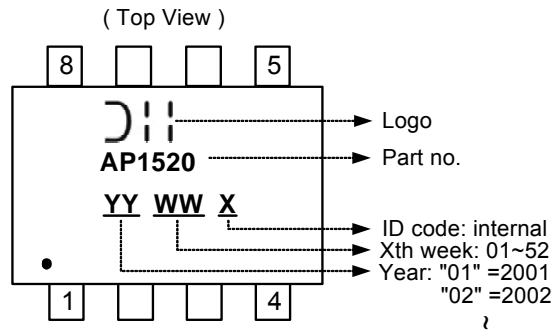 ( Top View )
8 5
Logo
AP1520 Part no.
YY WW X
ID code: internal
Xth week: 01~52
Year: "01" =2001
"02" =2002
~
1 4